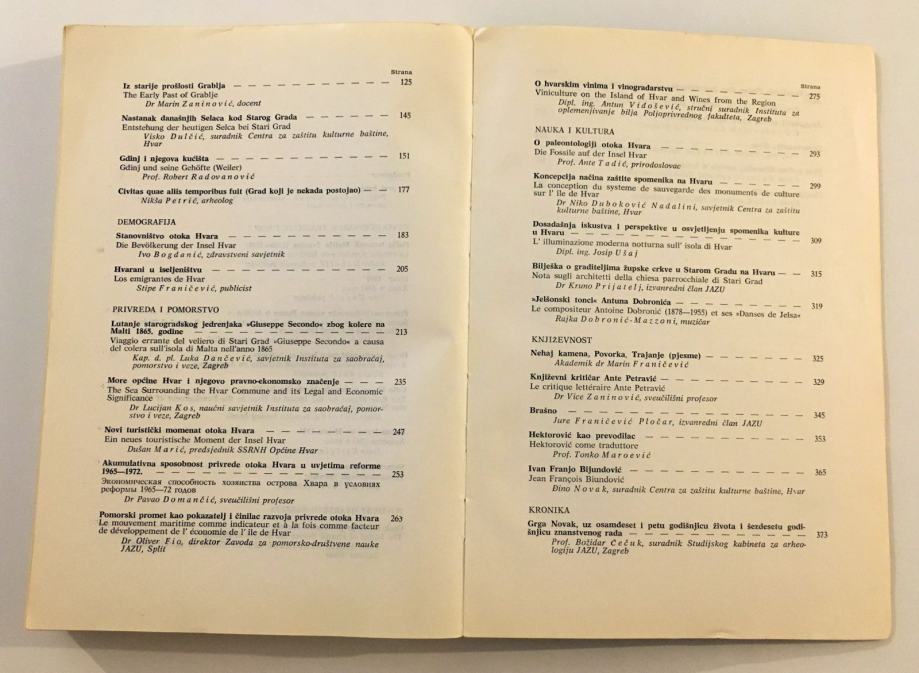 Strana
Iz starije prošlosti Grablja — — — — — — — — — — 125
The Early Past of Grablje
Dr Marin Zaninović, docent
Nastanak današnjih Selaca kod Starog Grada — — — — — 145
Entstehung der heutigen Selca bei Stari Grad
Visko Dulčić, suradnik Centra za zaštitu kulturne baštine,
Hvar
Gdinj i njegova kućišta — — — — — — — — — — — 151
Gdinj und seine Gehöfte (Weiler)
Prof. Robert Radovanović
Civitas quae aliis temporibus fuit (Grad koji je nekada postojao) — — 177
Nikša Petrić, arheolog
DEMOGRAFIJA
Stanovništvo otoka Hvara — — — — — — — — — — 183
Die Bevölkerung der Insel Hvar
Ivo Bogdanić, zdravstveni savjetnik
Hvarani u iseljeništvu — — — — — — — — — — — 205
Los emigrantes de Hvar
Stipe Franičević, publicist
PRIVREDA I POMORSTVO
Lutanje starogradskog jedrenjaka »Giuseppe Secondo« zbog kolere na
Malti 1865. godine — — — — — — — — — — — — 213
Viaggio errante del veliero di Stari Grad »Giuseppe Secondo« a causa
del colera sull'isola di Malta nell'anno 1865
Kap. d. pl. Luka Dančević, savjetnik Instituta za saobraćaj,
pomorstvo i veze, Zagreb
More općine Hvar i njegovo pravno-ekonomsko značenje — — — 235
The Sea Surrounding the Hvar Commune and its Legal and Economic
Significance
Dr Lucijan Kos, naučni savjetnik Instituta za saobraćaj, pomor-
stvo i veze, Zagreb
Novi turistički momenat otoka Hvara — — — — — — — — 247
Ein neues touristische Moment der Insel Hvar
Dušan Marić, predsjednik SSRNH Općine Hvar
Akumulativna sposobnost privrede otoka Hvara u uvjetima reforme
1965—1972. — — — — — — — — — — — — — — 253
Экономическая способность хозяиства острова Хвара в условиях
реформы 1965—72 годов
Dr Pavao Domančić, sveučilišni profesor
Pomorski promet kao pokazatelj i činilac razvoja privrede otoka Hvara 263
Le mouvement maritime comme indicateur et à la fois comme facteur
de développement de l' économie de l' île de Hvar
Dr Oliver Fio, direktor Zavoda za pomorsko-društvene nauke
JAZU, Split
Strana
O hvarskim vinima i vinogradarstvu — — — — — — — — 275
Viniculture on the Island of Hvar and Wines from the Region
Dipl. ing. Antun Vidošević, stručni suradnik Instituta za
oplemenjivanje bilja Poljoprivrednog fakulteta, Zagreb
NAUKA I KULTURA
O paleontologiji otoka Hvara — — — — — — — — — — 293
Die Fossile auf der Insel Hvar
Prof. Ante Tadić, prirodoslovac
Koncepcija načina zaštite spomenika na Hvaru — — — — — 299
La conception du systeme de sauvegarde des monuments de culture
sur l' île de Hvar
Dr Niko Duboković Nadalini, savjetnik Centra za zaštitu
kulturne baštine, Hvar
Dosadašnja iskustva i perspektive u osvjetljenju spomenika kulture
u Hvaru — — — — — — — — — — — — — — — 309
L' illuminazione moderna notturna sull' isola di Hvar
Dipl. ing. Josip Ušaj
Bilješka o graditeljima župske crkve u Starom Gradu na Hvaru — — 315
Nota sugli architetti della chiesa parrocchiale di Stari Grad
Dr Kruno Prijatelj, izvanredni član JAZU
»Jelšonski tonci« Antuna Dobronića — — — — — — — — 319
Le compositeur Antoine Dobronić (1878—1955) et ses »Danses de Jelsa«
Rajka Dobronić-Mazzoni, muzičar
KNJIŽEVNOST
Nehaj kamena, Povorka, Trajanje (pjesme) — — — — — — 325
Akademik dr Marin Franičević
Književni kritičar Ante Petravić — — — — — — — — — 329
Le critique lettéraire Ante Petravić
Dr Vice Zaninović, sveučilišni profesor
Brašno — — — — — — — — — — — — — — — 345
Jure Franičević Pločar, izvanredni član JAZU
Hektorović kao prevodilac — — — — — — — — — — 353
Hektorović come traduttore
Prof. Tonko Maroević
Ivan Franjo Bijundović — — — — — — — — — — — 365
Jean François Biundović
Dino Novak, suradnik Centra za zaštitu kulturne baštine, Hvar
KRONIKA
Grga Novak, uz osamdeset i petu godišnjicu života i šezdesetu godi-
šnjicu znanstvenog rada — — — — — — — — — — — 373
Prof. Božidar Čečuk, suradnik Studijskog kabineta za arheo-
logiju JAZU, Zagreb